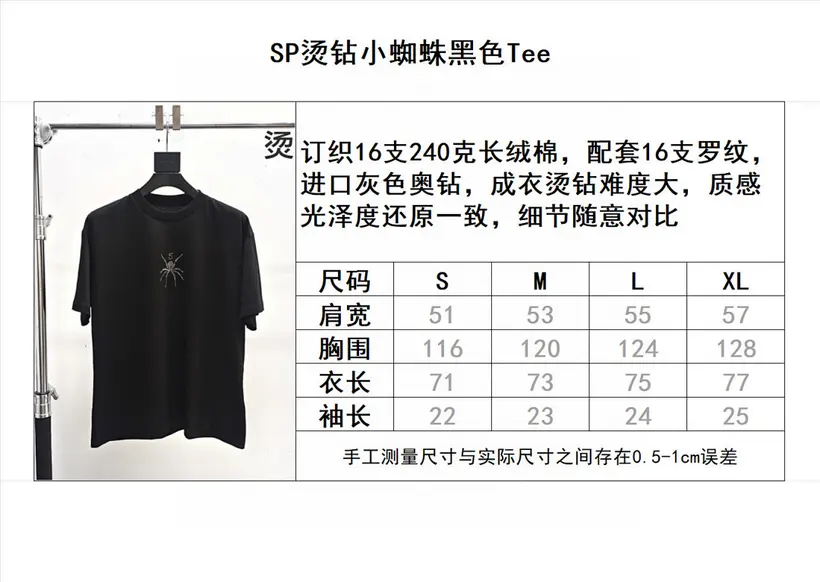 SP烫钻小蜘蛛黑色Tee
烫
订织16支240克长绒棉，配套16支罗纹，
进口灰色奥钻，成衣烫钻难度大，质感
光泽度还原一致，细节随意对比
尺码 S M L XL
肩宽 51 53 55 57
胸围 116 120 124 128
衣长 71 73 75 77
袖长 22 23 24 25
手工测量尺寸与实际尺寸之间存在0.5-1cm误差